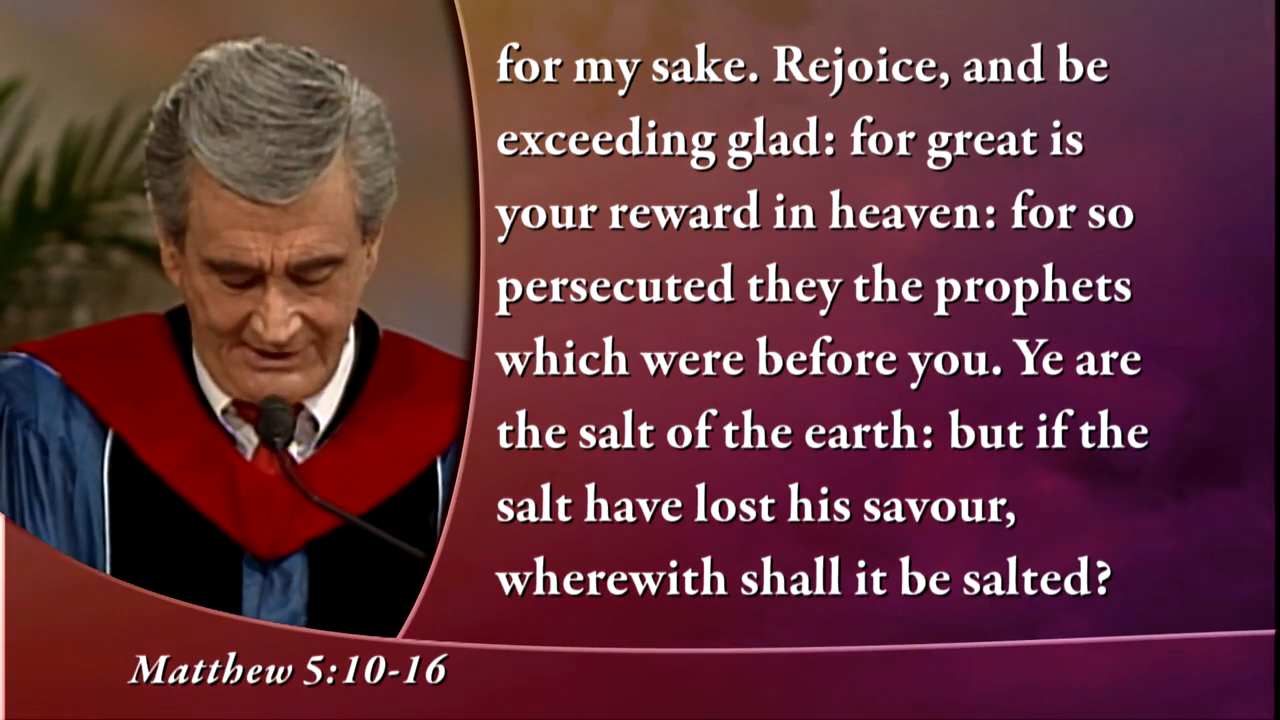 for my sake. Rejoice, and be
exceeding glad: for great is
your reward in heaven: for so
persecuted they the prophets
which were before you. Ye are
the salt of the earth: but if the
salt have lost his savour,
wherewith shall it be salted?
Matthew 5:10-16